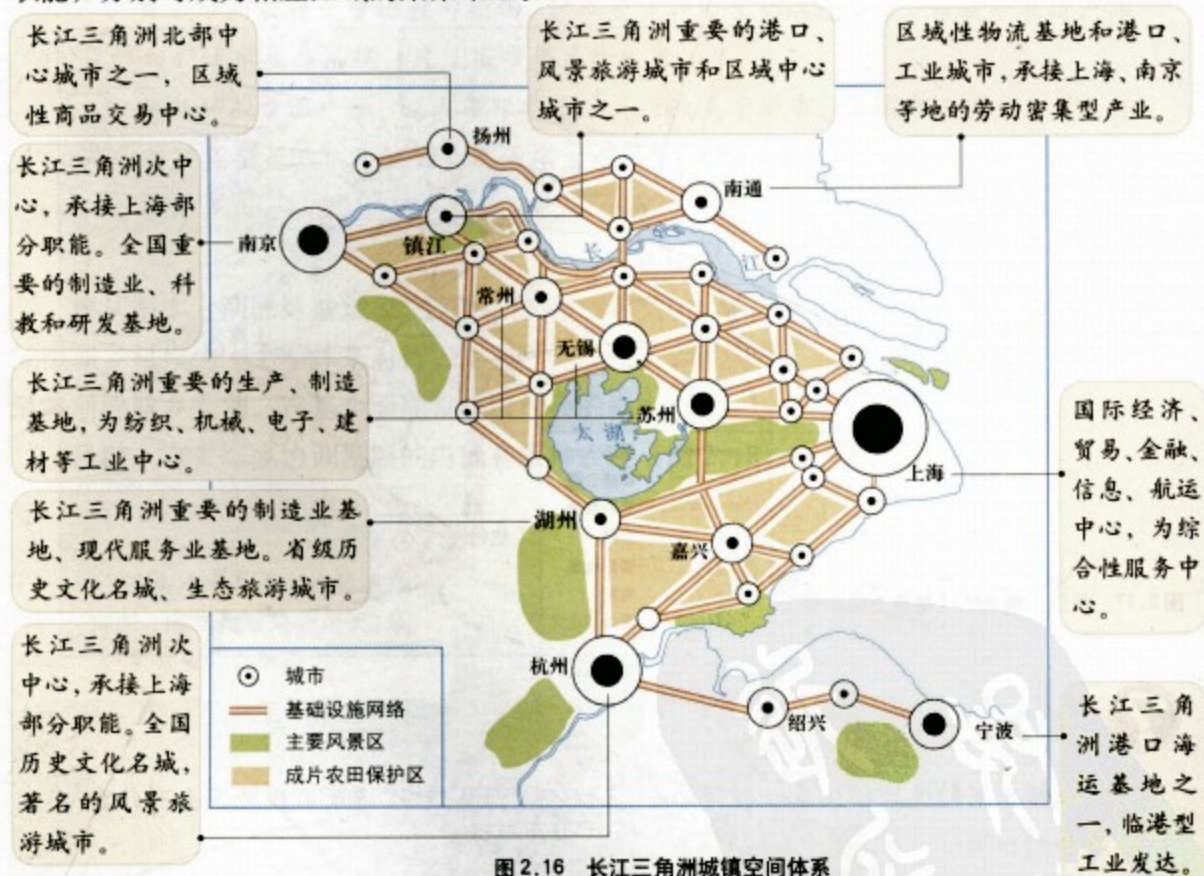 长江三角洲北部中
心城市之一，区域
性商品交易中心。
长江三角洲重要的港口、
风景旅游城市和区域中心
城市之一。
区域性物流基地和港口、
工业城市，承接上海、南京
等地的劳动密集型产业。
长江三角洲次中
心，承接上海部
分职能。全国重
要的制造业、科
教和研发基地。
扬州
南通
南京
镇江
长
江
常州
无锡
长江三角洲重要的生产、制造
基地，为纺织、机械、电子、建
材等工业中心。
苏州
太湖
上海
国际经济、
贸易、金融、
信息、航运
中心，为综
合性服务中
心。
长江三角洲重要的制造业基
地、现代服务业基地。省级历
史文化名城、生态旅游城市。
湖州
嘉兴
长江三角洲次
中心，承接上海
部分职能。全国
历史文化名城，
著名的风景旅
游城市。
杭州
绍兴
宁波
长江三角
洲港口海
运基地之
一，临港型
工业发达。
城市
基础设施网络
主要风景区
成片农田保护区
图2.16 长江三角洲城镇空间体系